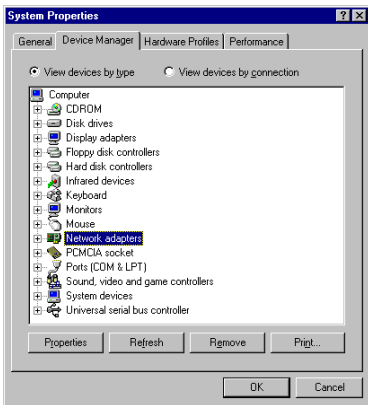 System Properties
General Device Manager Hardware Profiles Performance
View devices by type View devices by connection
Computer
CDROM
Disk drives
Display adapters
Floppy disk controllers
Hard disk controllers
Infrared devices
Keyboard
Monitors
Mouse
Network adapters
PCMCIA socket
Ports (COM & LPT)
Sound, video and game controllers
System devices
Universal serial bus controller
Properties Refresh Remove Print...
OK Cancel